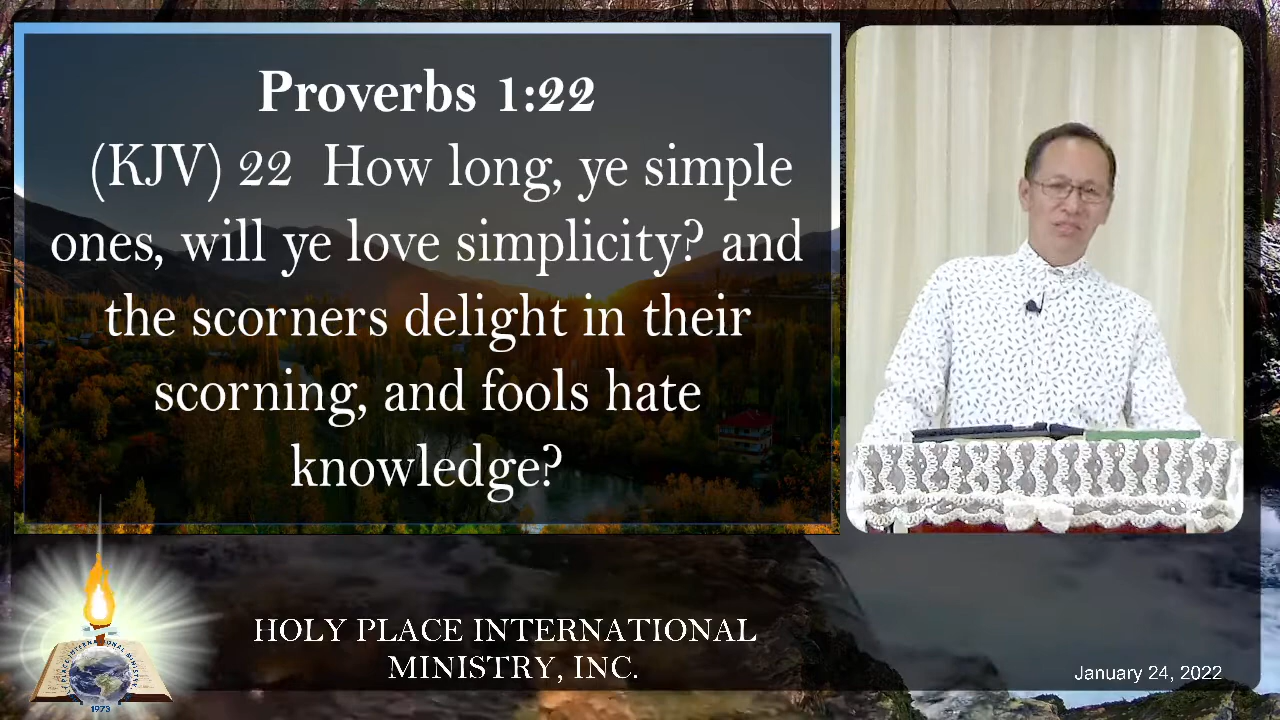 Proverbs 1:22
(KJV) 22 How long, ye simple
ones, will ye love simplicity? and
the scorners delight in their
scorning, and fools hate
knowledge?
HOLY PLACE INTERNATIONAL
MINISTRY, INC.
January 24, 2022
1973